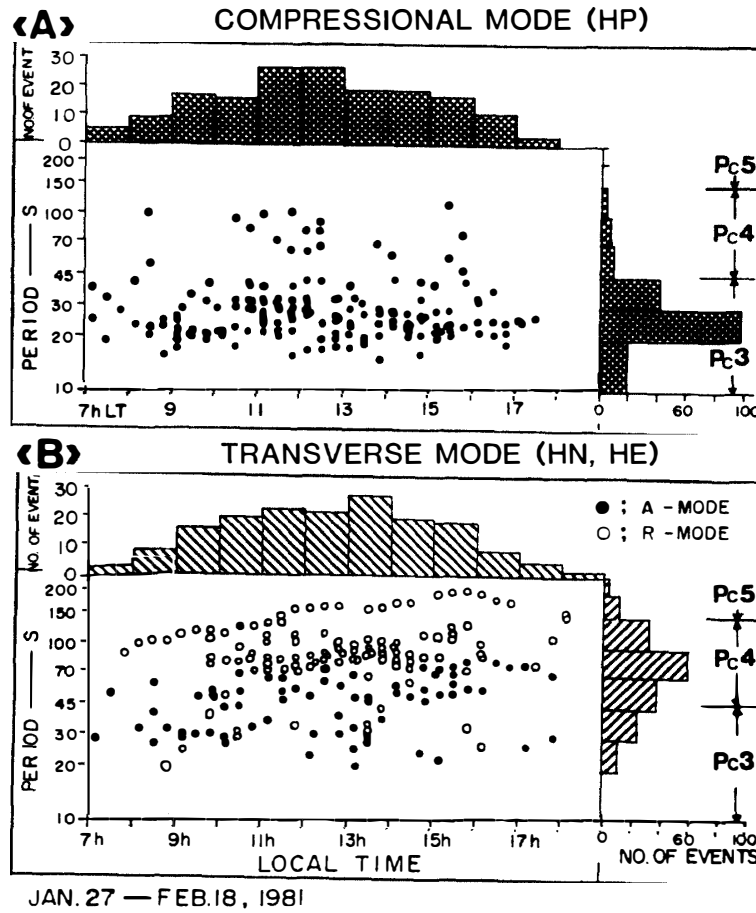 «A» COMPRESSIONAL MODE (HP)
NO OF EVENT
30
20
10
0
PERIOD — S
200
150
100
70
45
30
20
10
7h LT 9 11 13 15 17
Pc5
Pc4
Pc3
0 60 100
«B» TRANSVERSE MODE (HN, HE)
NO. OF EVENT
30
20
10
0
● ; A - MODE
○ ; R - MODE
PERIOD — S
200
150
100
70
45
30
20
10
7h 9h 11h 13h 15h 17h
LOCAL TIME
Pc5
Pc4
Pc3
0 60 100
NO. OF EVENTS
JAN. 27 — FEB. 18, 1981